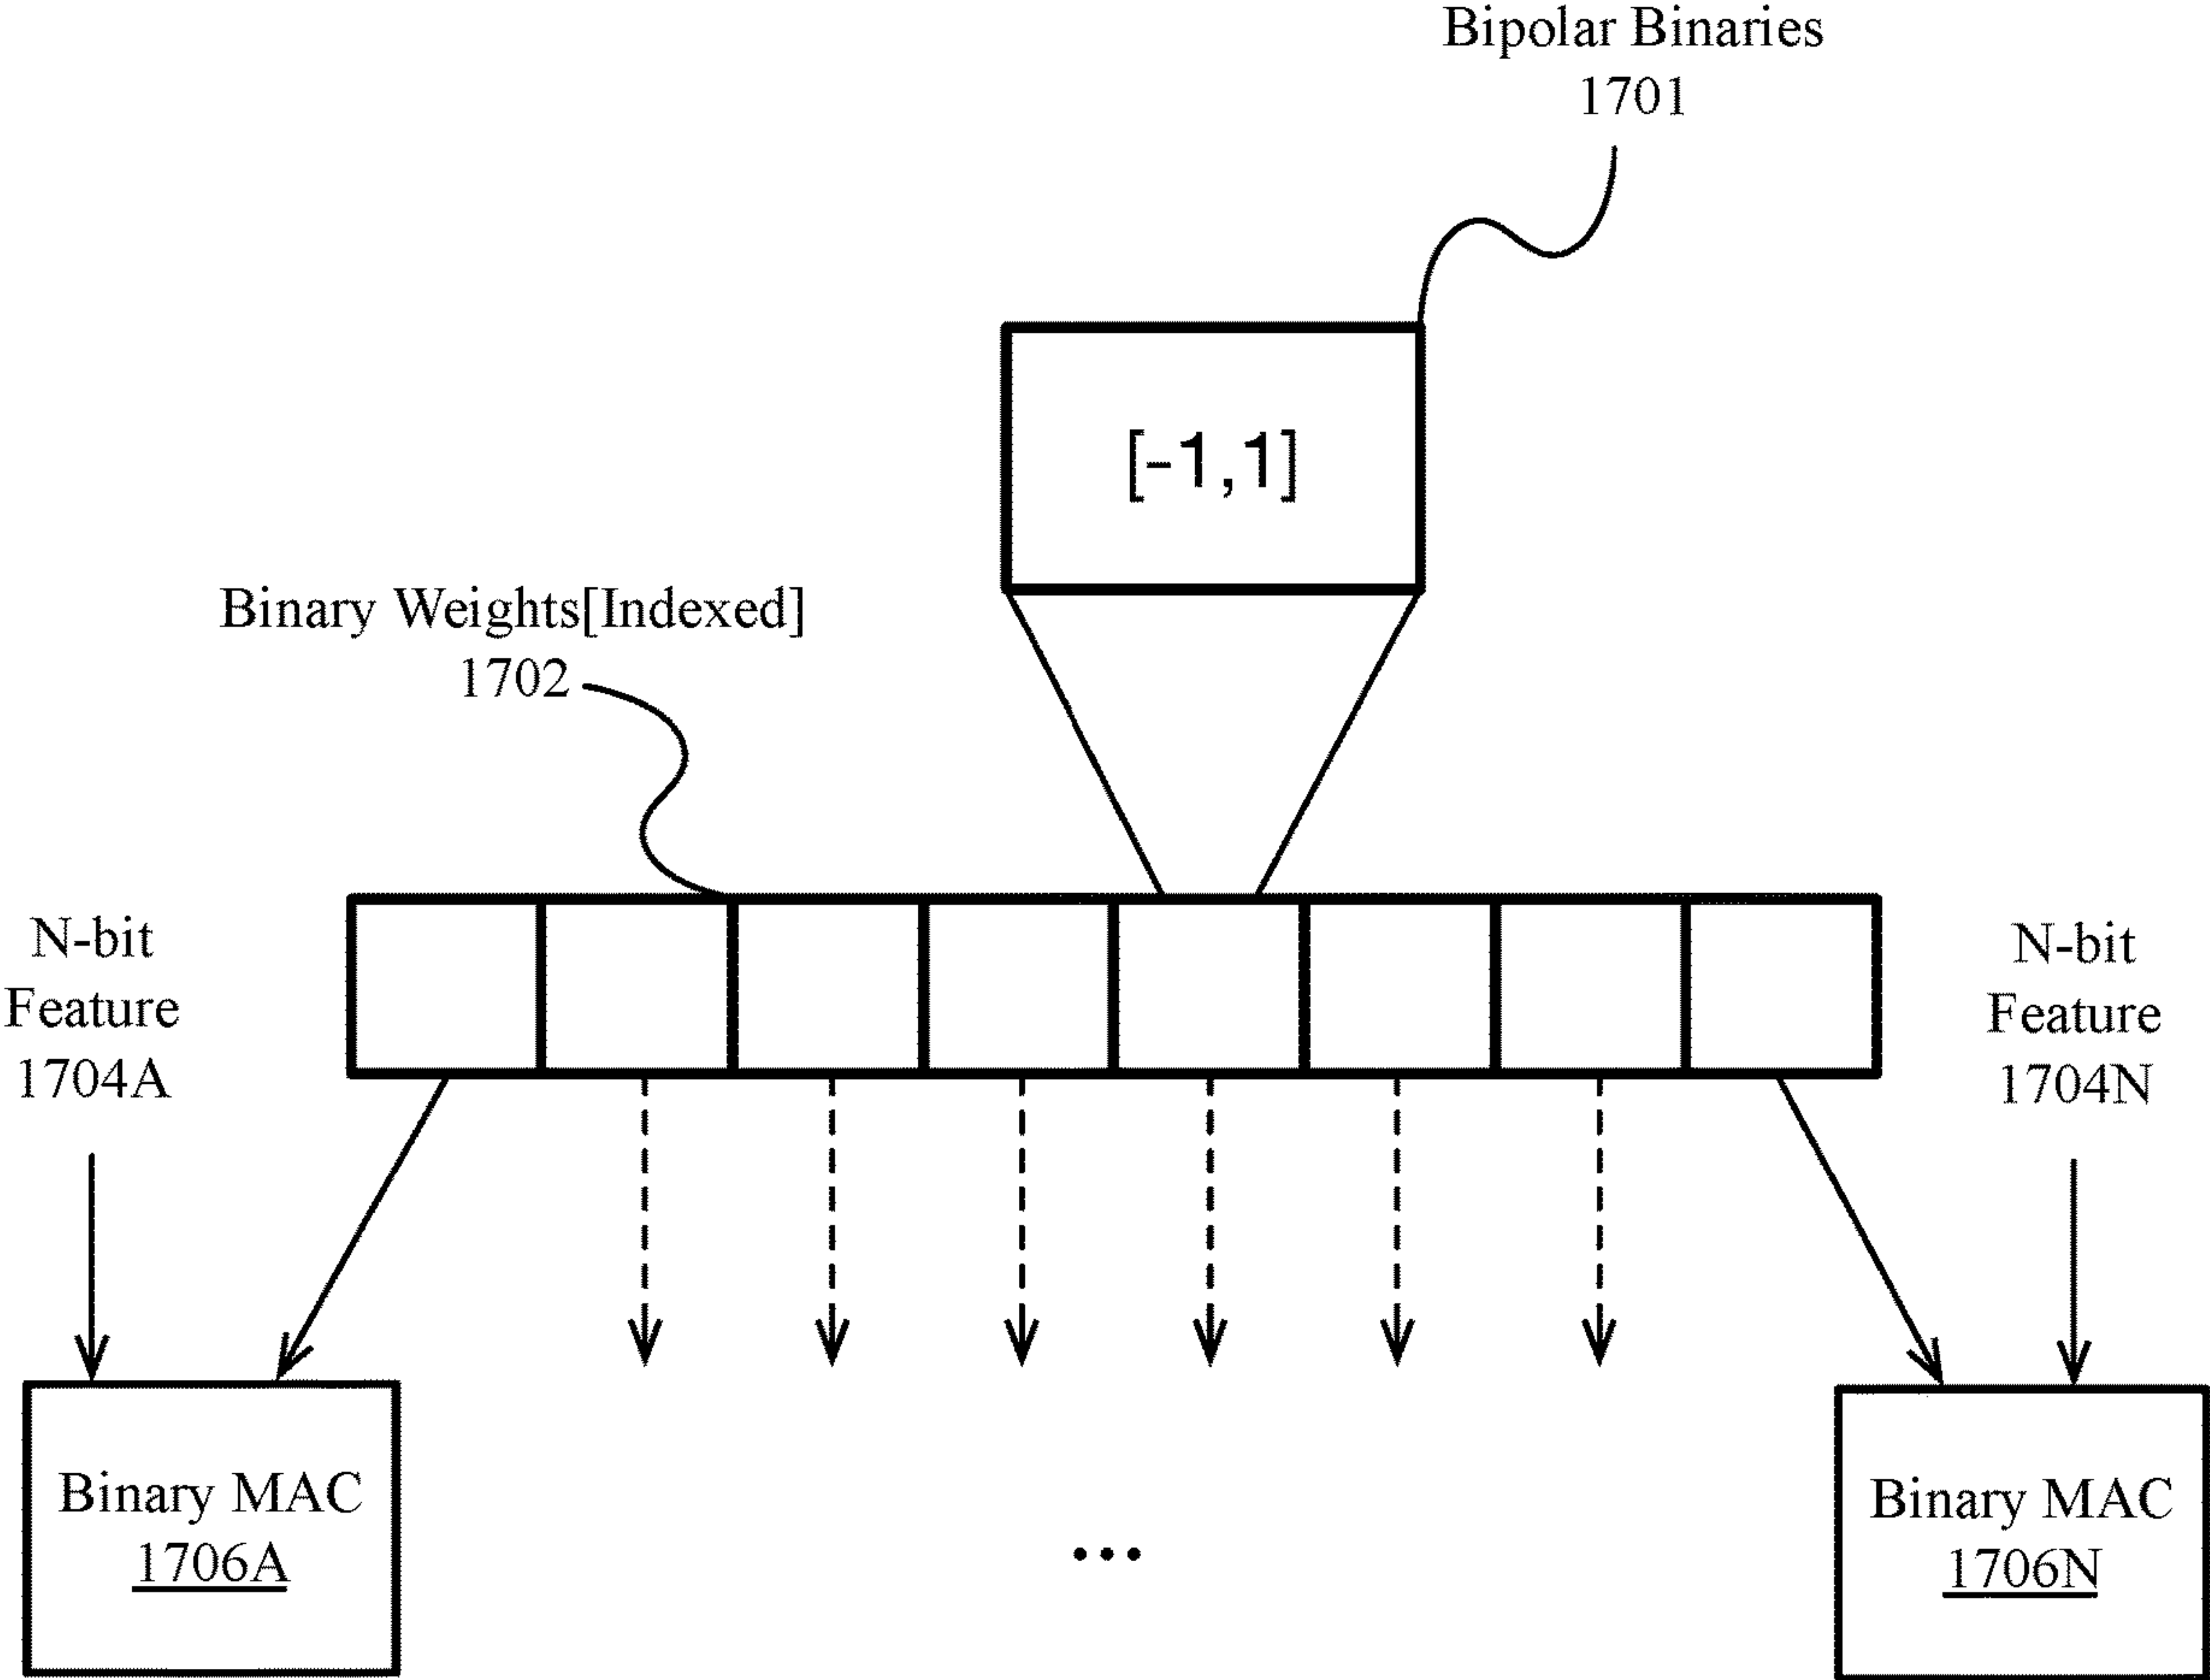 Bipolar Binaries
1701
[-1,1]
Binary Weights[Indexed]
1702
N-bit
Feature
1704A
N-bit
Feature
1704N
Binary MAC
1706A
...
Binary MAC
1706N